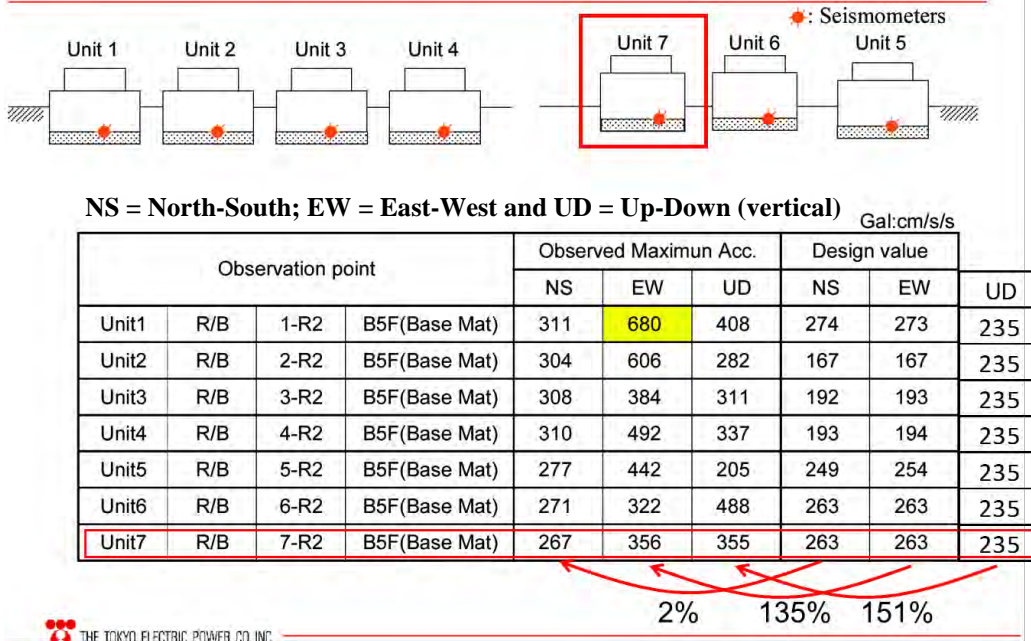 : Seismometers
Unit 1 Unit 2 Unit 3 Unit 4 Unit 7 Unit 6 Unit 5
NS = North-South; EW = East-West and UD = Up-Down (vertical)
Gal:cm/s/s
Observation point Observed Maximun Acc. Design value
NS EW UD NS EW UD
Unit1 R/B 1-R2 B5F(Base Mat) 311 680 408 274 273 235
Unit2 R/B 2-R2 B5F(Base Mat) 304 606 282 167 167 235
Unit3 R/B 3-R2 B5F(Base Mat) 308 384 311 192 193 235
Unit4 R/B 4-R2 B5F(Base Mat) 310 492 337 193 194 235
Unit5 R/B 5-R2 B5F(Base Mat) 277 442 205 249 254 235
Unit6 R/B 6-R2 B5F(Base Mat) 271 322 488 263 263 235
Unit7 R/B 7-R2 B5F(Base Mat) 267 356 355 263 263 235
2% 135% 151%
THE TOKYO ELECTRIC POWER CO. INC.